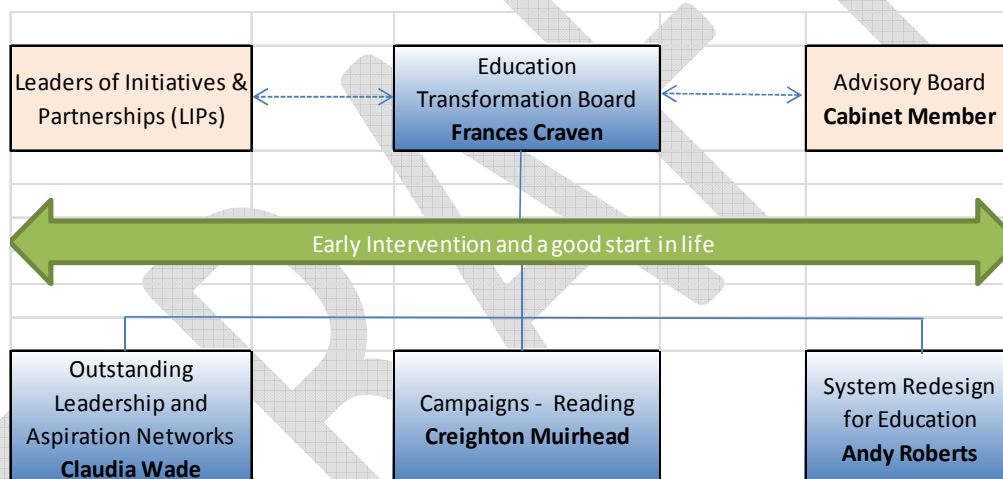 Leaders of Initiatives &
Partnerships (LIPs)
Education
Transformation Board
Frances Craven
Advisory Board
Cabinet Member
Early Intervention and a good start in life
Outstanding
Leadership and
Aspiration Networks
Claudia Wade
Campaigns - Reading
Creighton Muirhead
System Redesign
for Education
Andy Roberts